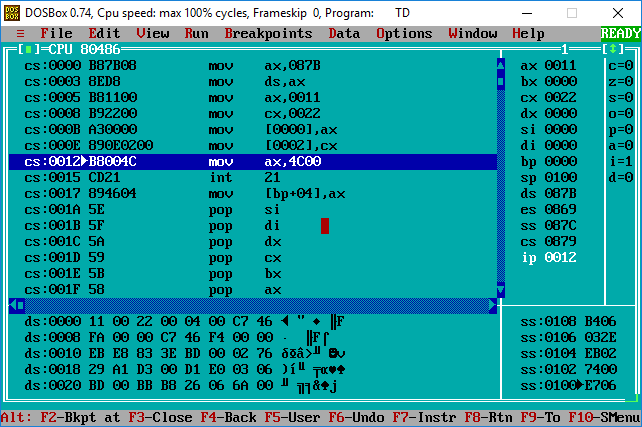 DOSBox 0.74, Cpu speed: max 100% cycles, Frameskip 0, Program: TD
≡ File Edit View Run Breakpoints Data Options Window Help READY
[■]=CPU 80486 1 [↕]
cs:0000 B87B08 mov ax,087B ax 0011 c=0
cs:0003 8ED8 mov ds,ax bx 0000 z=0
cs:0005 B81100 mov ax,0011 cx 0022 s=0
cs:0008 B92200 mov cx,0022 dx 0000 o=0
cs:000B A30000 mov [0000],ax si 0000 p=0
cs:000E 890E0200 mov [0002],cx di 0000 a=0
cs:0012►B8004C mov ax,4C00 bp 0000 i=1
cs:0015 CD21 int 21 sp 0100 d=0
cs:0017 894604 mov [bp+04],ax ds 087B
cs:001A 5E pop si es 0869
cs:001B 5F pop di ss 087C
cs:001C 5A pop dx cs 0879
cs:001D 59 pop cx ip 0012
cs:001E 5B pop bx
cs:001F 58 pop ax
ds:0000 11 00 22 00 04 00 C7 46 ◄ " ♦ ╟F ss:0108 B406
ds:0008 FA 00 00 C7 46 F4 00 00 · ╟F⌠ ss:0106 032E
ds:0010 EB E8 83 3E BD 00 02 76 δΦâ>╜ ☻v ss:0104 EB02
ds:0018 29 A1 D3 00 D1 E0 03 06 )í╙ ╤α♥♠ ss:0102 7400
ds:0020 BD 00 BB B8 26 06 6A 00 ╜ ╗╕&♠j ss:0100►E706
Alt: F2-Bkpt at F3-Close F4-Back F5-User F6-Undo F7-Instr F8-Rtn F9-To F10-SMenu